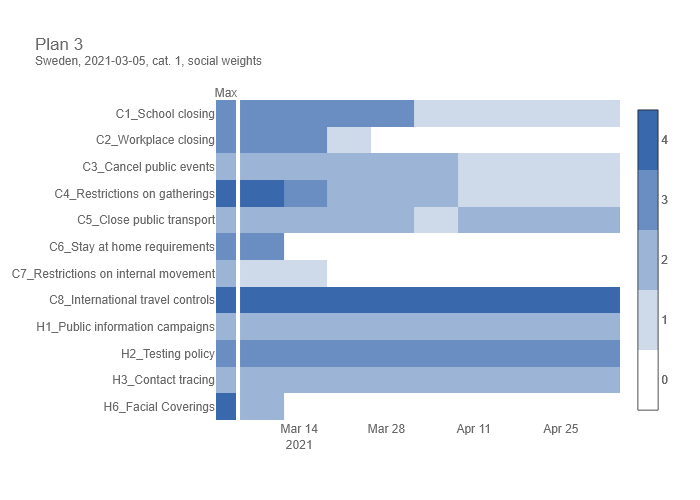 Plan 3
Sweden, 2021-03-05, cat. 1, social weights
Max
C1_School closing
C2_Workplace closing
C3_Cancel public events
C4_Restrictions on gatherings
C5_Close public transport
C6_Stay at home requirements
C7_Restrictions on internal movement
C8_International travel controls
H1_Public information campaigns
H2_Testing policy
H3_Contact tracing
H6_Facial Coverings
Mar 14 Mar 28 Apr 11 Apr 25
2021
4
3
2
1
0